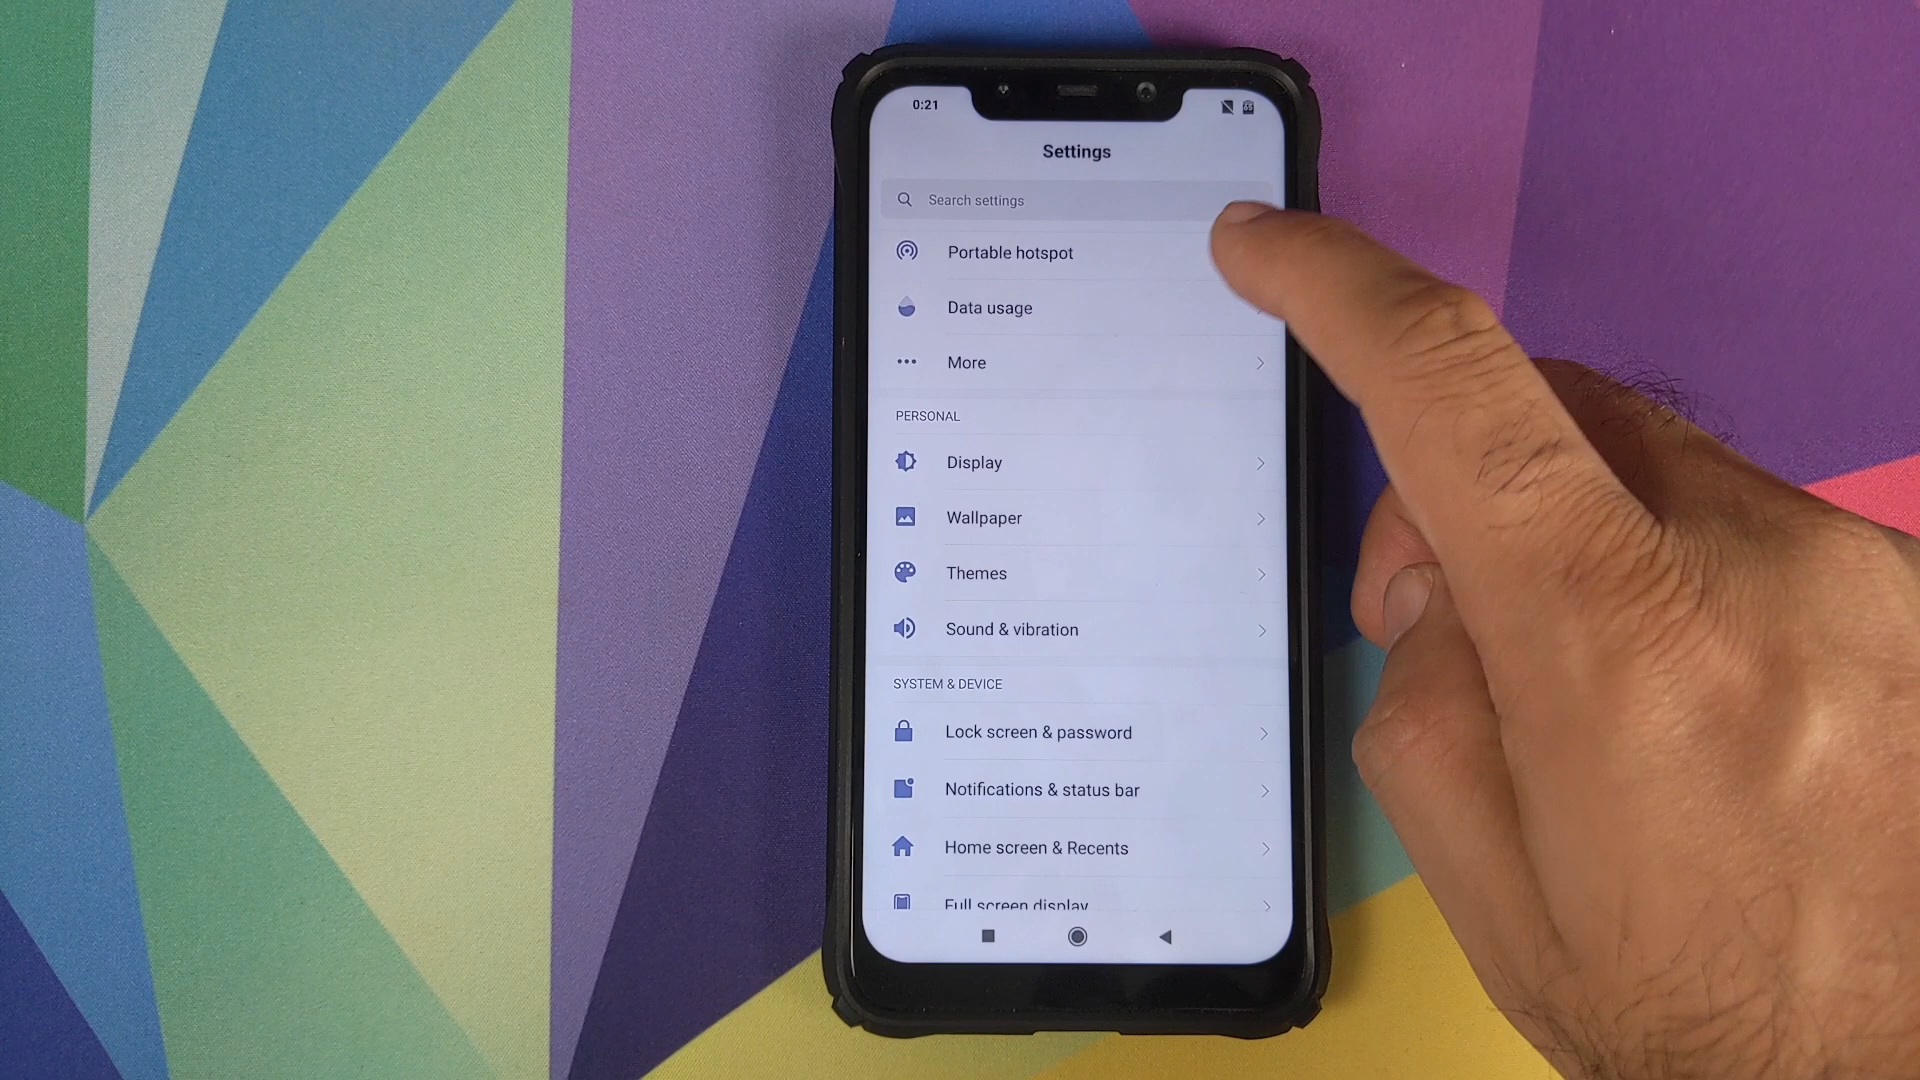 0:21
Settings
Search settings
Portable hotspot
Data usage
More
PERSONAL
Display
Wallpaper
Themes
Sound & vibration
SYSTEM & DEVICE
Lock screen & password
Notifications & status bar
Home screen & Recents
Full screen display